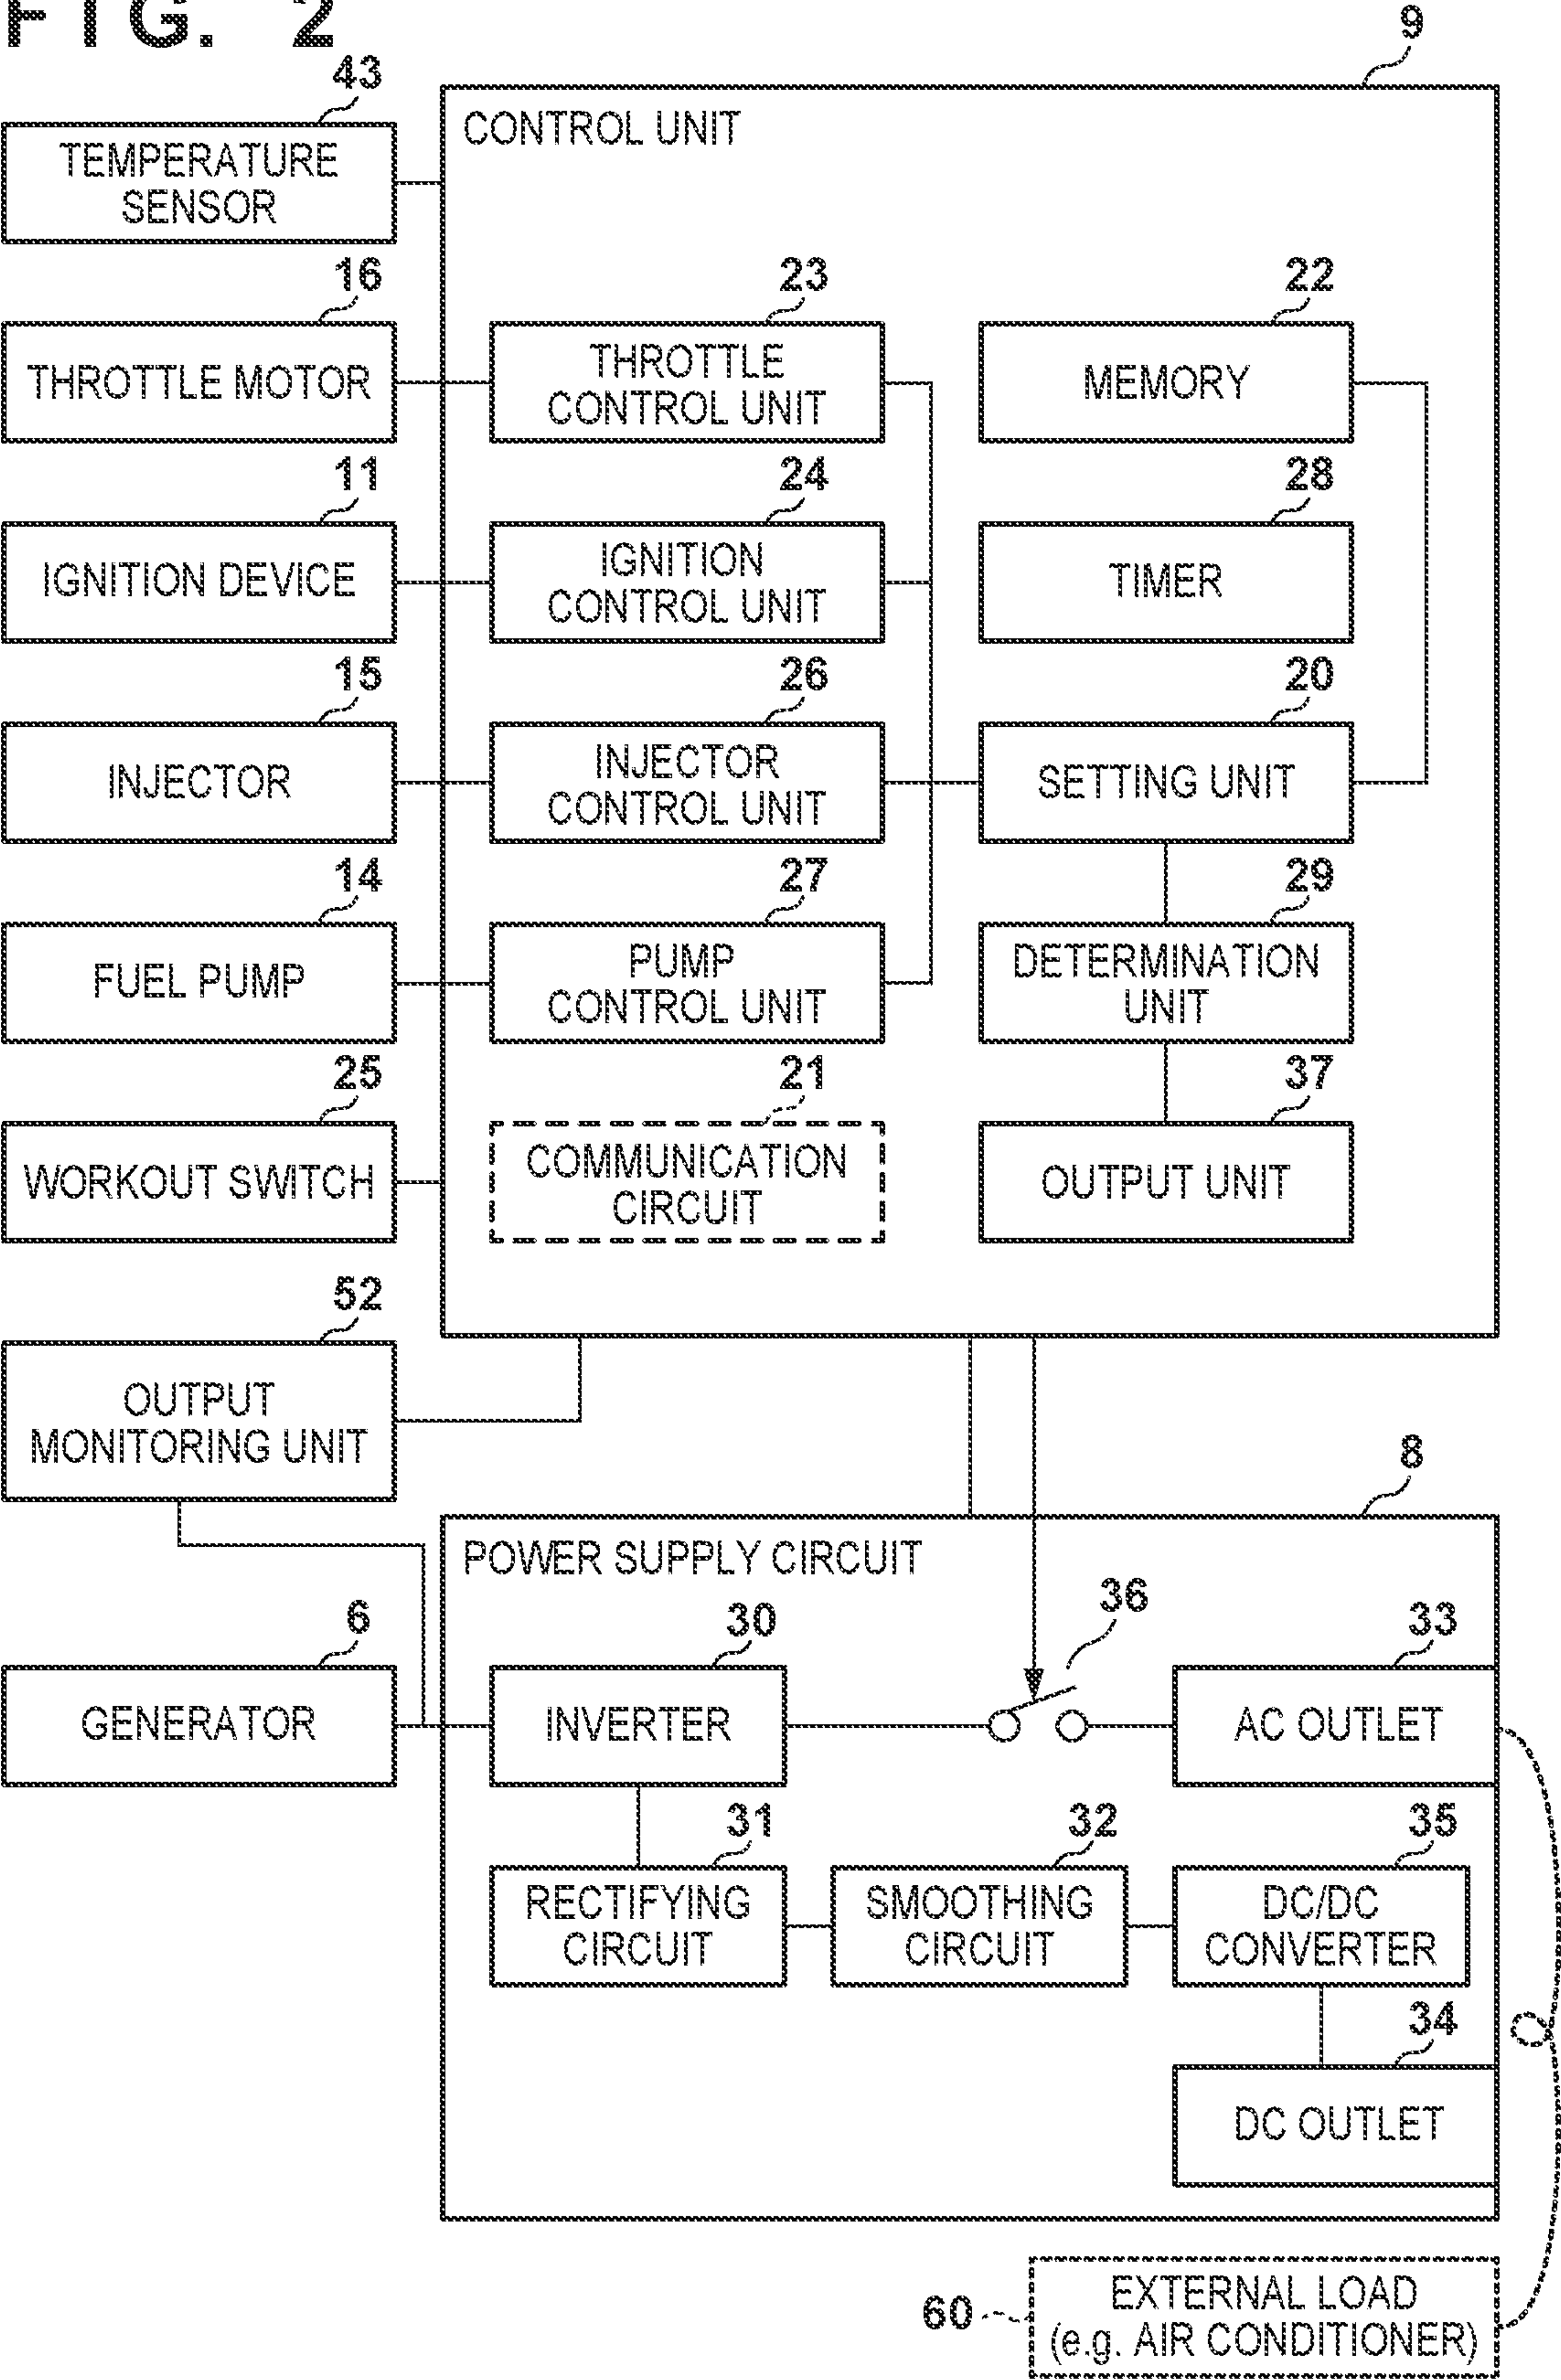 FIG. 2
43
9
TEMPERATURE
SENSOR
CONTROL UNIT
16
23
22
THROTTLE MOTOR
THROTTLE
CONTROL UNIT
MEMORY
11
24
28
IGNITION DEVICE
IGNITION
CONTROL UNIT
TIMER
15
26
20
INJECTOR
INJECTOR
CONTROL UNIT
SETTING UNIT
14
27
29
FUEL PUMP
PUMP
CONTROL UNIT
DETERMINATION
UNIT
25
21
37
WORKOUT SWITCH
COMMUNICATION
CIRCUIT
OUTPUT UNIT
52
OUTPUT
MONITORING UNIT
8
POWER SUPPLY CIRCUIT
6
30
36
33
GENERATOR
INVERTER
AC OUTLET
31
32
35
RECTIFYING
CIRCUIT
SMOOTHING
CIRCUIT
DC/DC
CONVERTER
34
DC OUTLET
60
EXTERNAL LOAD
(e.g. AIR CONDITIONER)